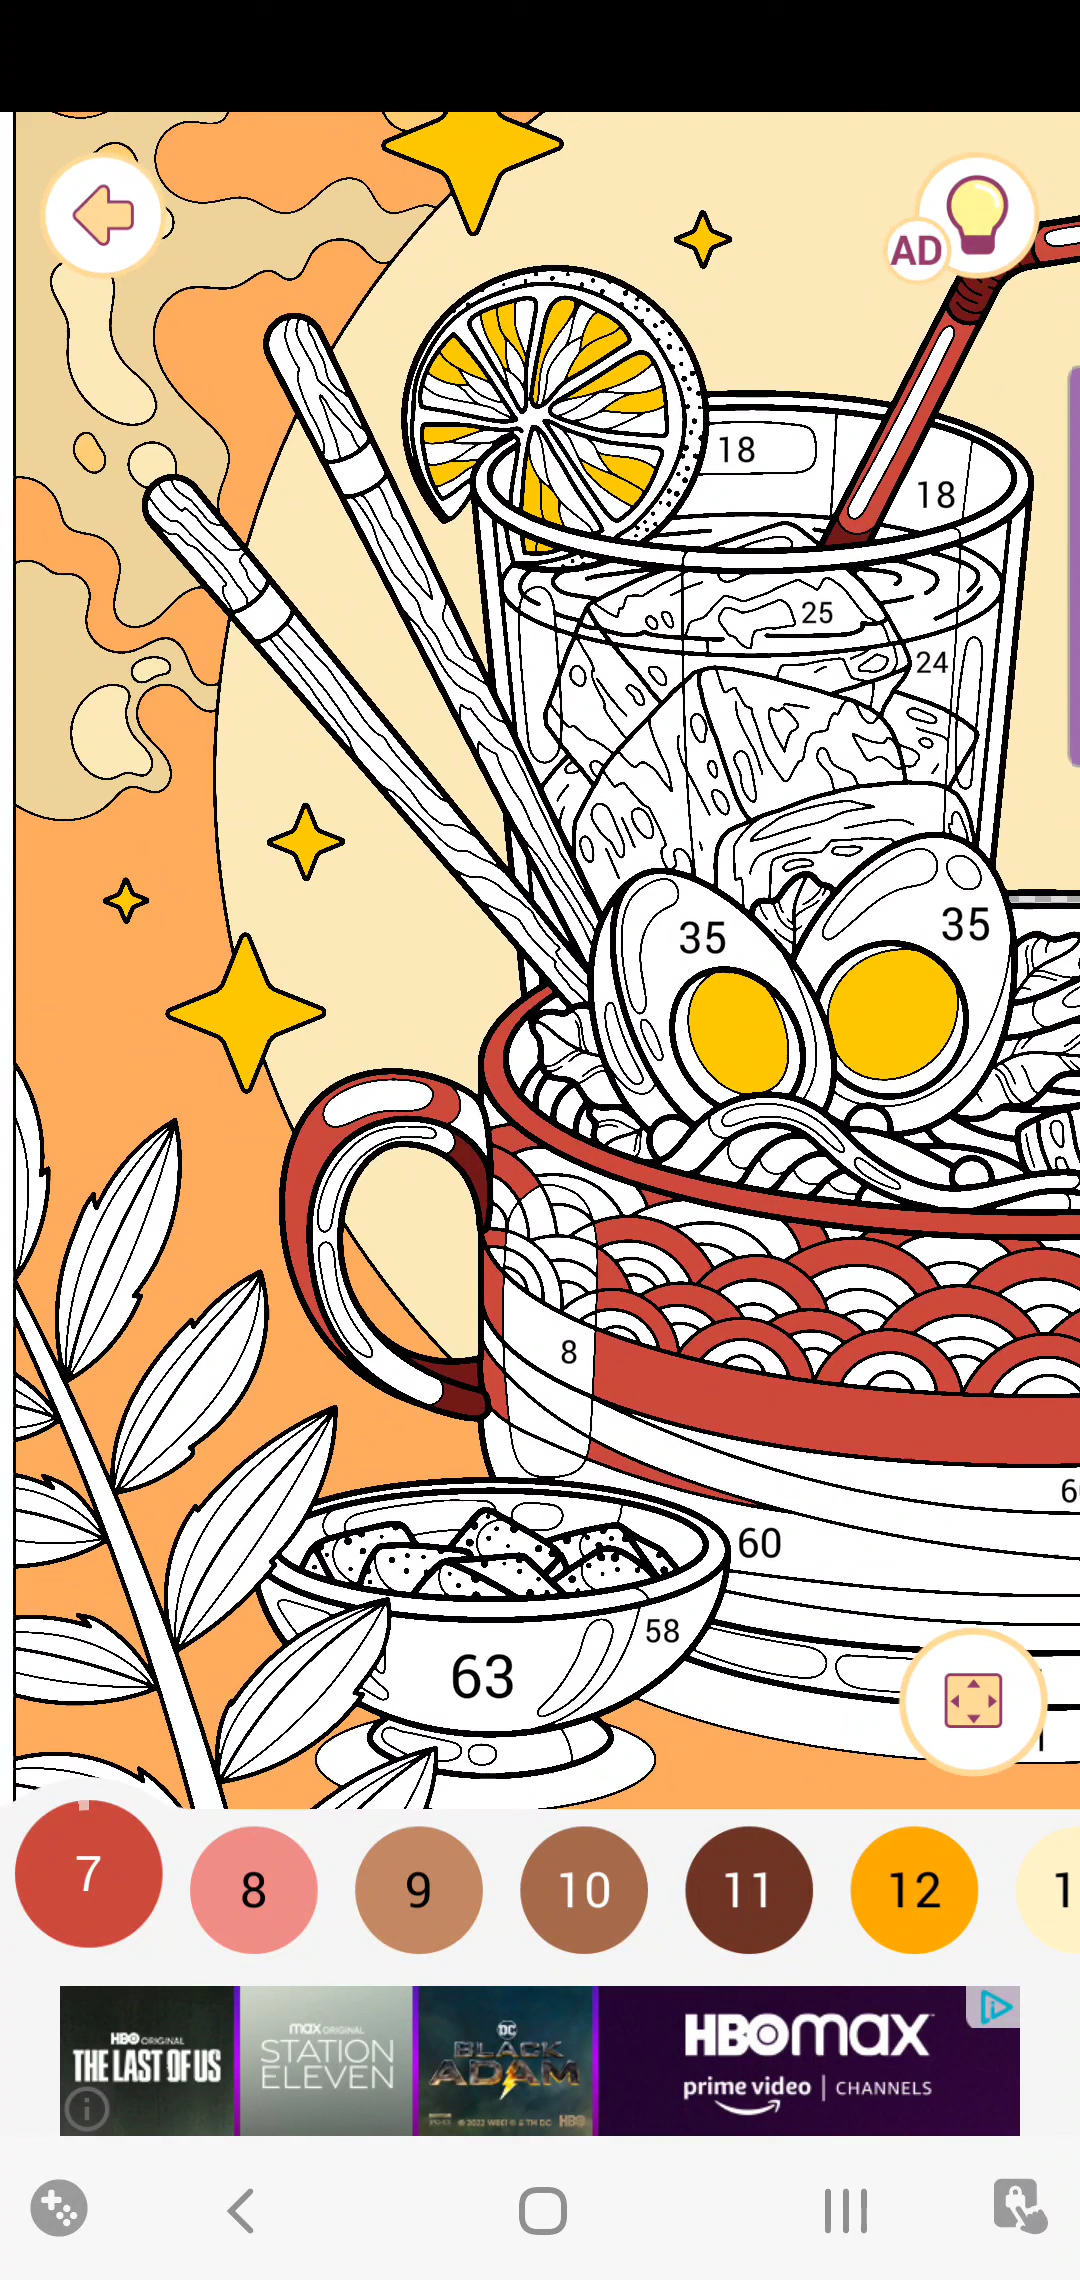 AD
18
18
25
24
35
35
8
60
58
63
7
8
9
10
11
12
1
HBO ORIGINAL
THE LAST OF US
max ORIGINAL
STATION
ELEVEN
DC
BLACK
ADAM
HBOmax
prime video | CHANNELS